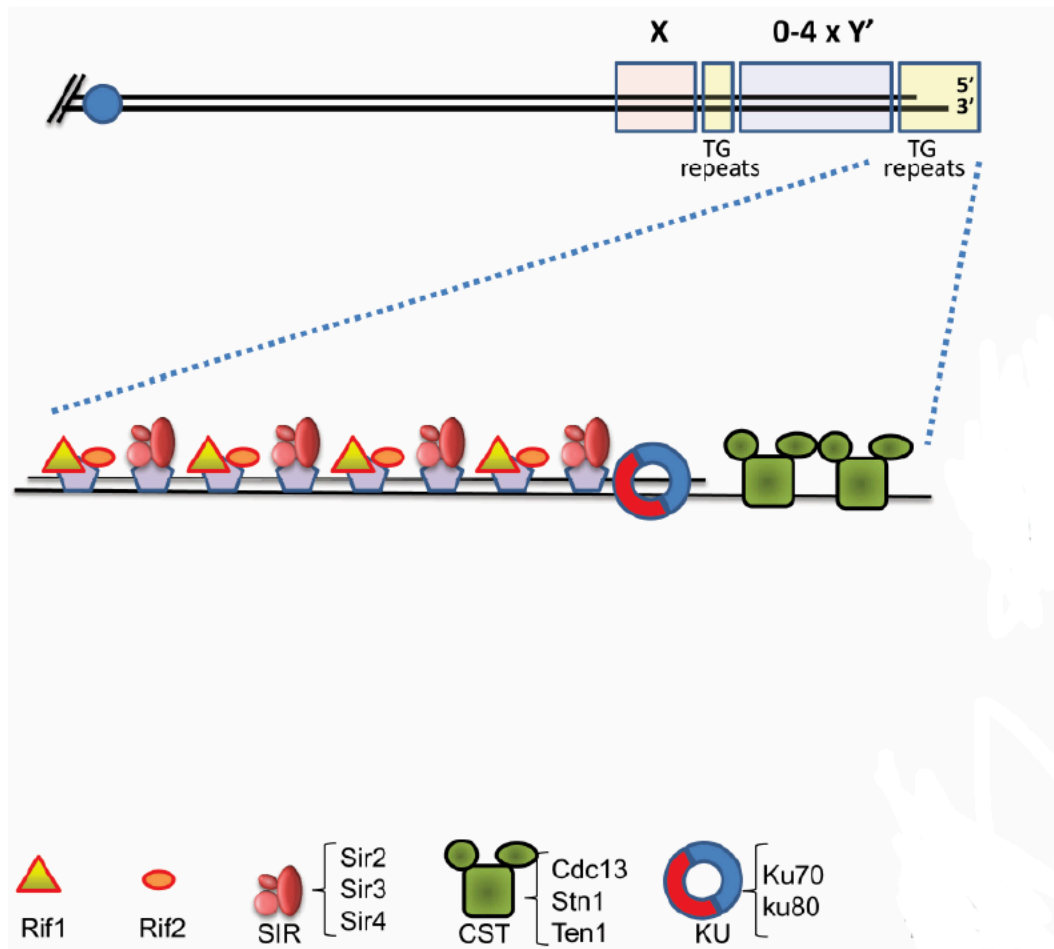 X 0-4 x Y’
5’
3’
TG
repeats
TG
repeats
Rif1
Rif2
SIR
Sir2
Sir3
Sir4
CST
Cdc13
Stn1
Ten1
KU
Ku70
ku80